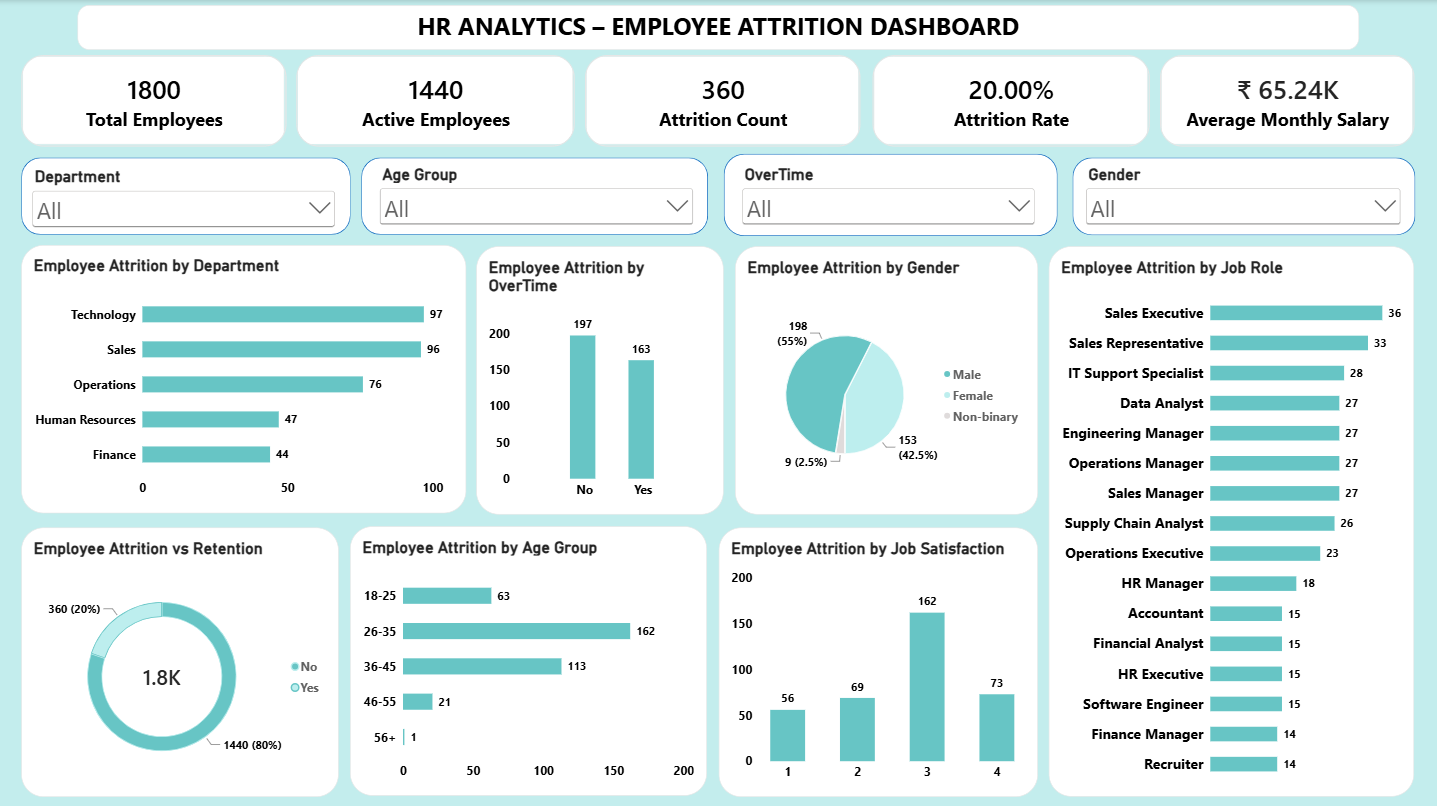 HR ANALYTICS – EMPLOYEE ATTRITION DASHBOARD
1800
Total Employees
1440
Active Employees
360
Attrition Count
20.00%
Attrition Rate
₹ 65.24K
Average Monthly Salary
Department
All
Age Group
All
OverTime
All
Gender
All
Employee Attrition by Department
Technology 97
Sales 96
Operations 76
Human Resources 47
Finance 44
0 50 100
Employee Attrition by
OverTime
200
150
100
50
0
197
163
No Yes
Employee Attrition by Gender
198
(55%)
153
(42.5%)
9 (2.5%)
Male
Female
Non-binary
Employee Attrition by Job Role
Sales Executive 36
Sales Representative 33
IT Support Specialist 28
Data Analyst 27
Engineering Manager 27
Operations Manager 27
Sales Manager 27
Supply Chain Analyst 26
Operations Executive 23
HR Manager 18
Accountant 15
Financial Analyst 15
HR Executive 15
Software Engineer 15
Finance Manager 14
Recruiter 14
Employee Attrition vs Retention
360 (20%)
1.8K
1440 (80%)
No
Yes
Employee Attrition by Age Group
18-25 63
26-35 162
36-45 113
46-55 21
56+ 1
0 50 100 150 200
Employee Attrition by Job Satisfaction
200
150
100
50
0
56
69
162
73
1 2 3 4